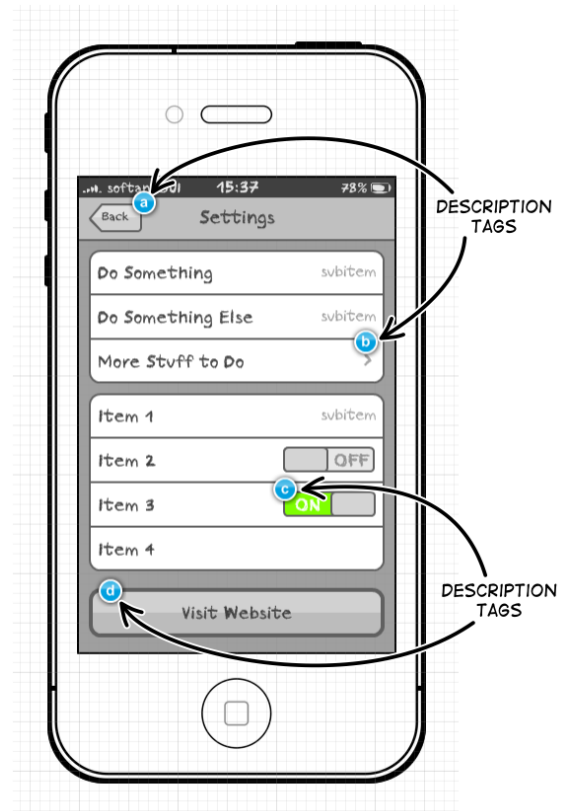 15:37
78%
a
Back
Settings
DESCRIPTION
TAGS
Do Something
subitem
Do Something Else
subitem
b
More Stuff to Do
Item 1
subitem
Item 2
OFF
c
Item 3
ON
Item 4
d
Visit Website
DESCRIPTION
TAGS